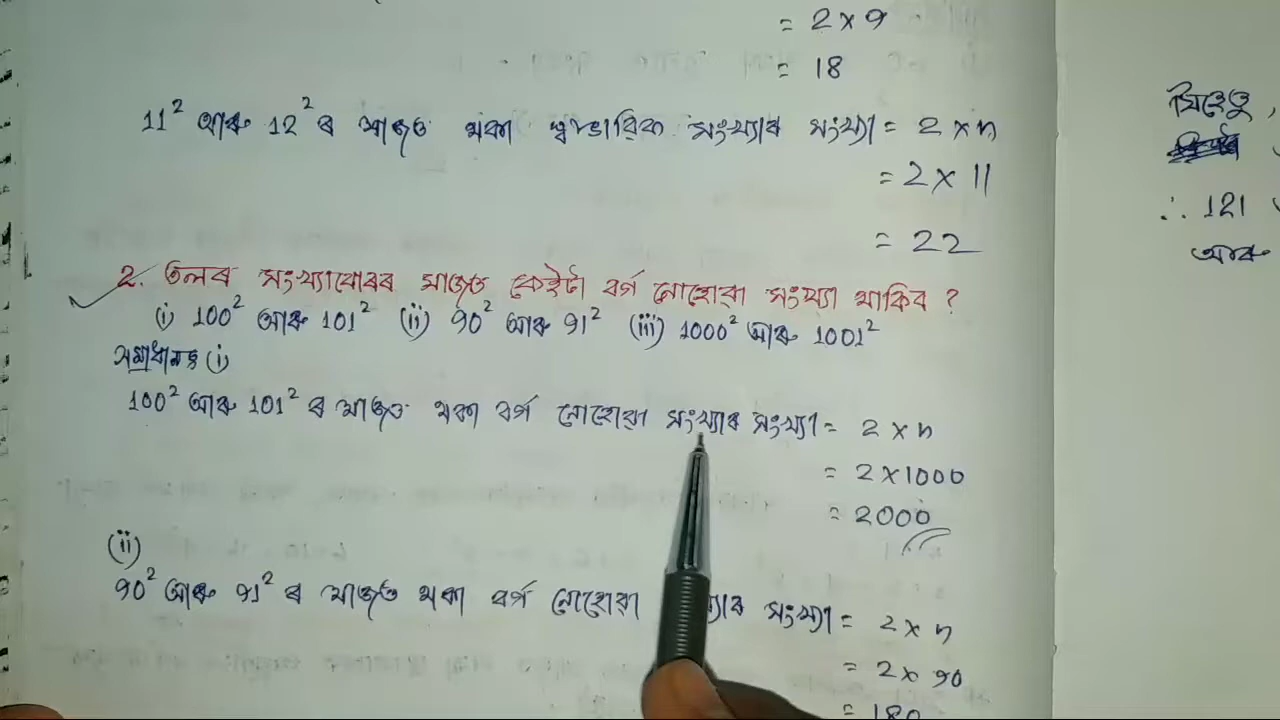 = 2 × 9
= 18
11² আৰু 12² ৰ মাজত থকা স্বাভাৱিক সংখ্যাৰ সংখ্যা = 2 × n
= 2 × 11
= 22
2. তলৰ সংখ্যাবোৰৰ মাজত কেইটা বৰ্গ নোহোৱা সংখ্যা থাকিব ?
(i) 100² আৰু 101² (ii) 90² আৰু 91² (iii) 1000² আৰু 1001²
সমাধানঃ (i)
100² আৰু 101² ৰ মাজত থকা বৰ্গ নোহোৱা সংখ্যাৰ সংখ্যা = 2 × n
= 2 × 1000
= 2000
(ii)
90² আৰু 91² ৰ মাজত থকা বৰ্গ নোহোৱা সংখ্যা = 2 × n
= 2 × 90
= 180
যিহেতু,
∴ 121
আৰু